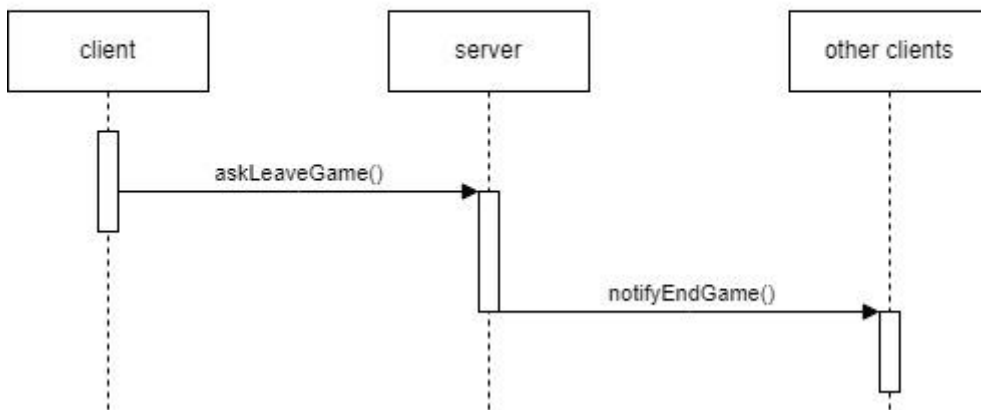 client
server
other clients
askLeaveGame()
notifyEndGame()